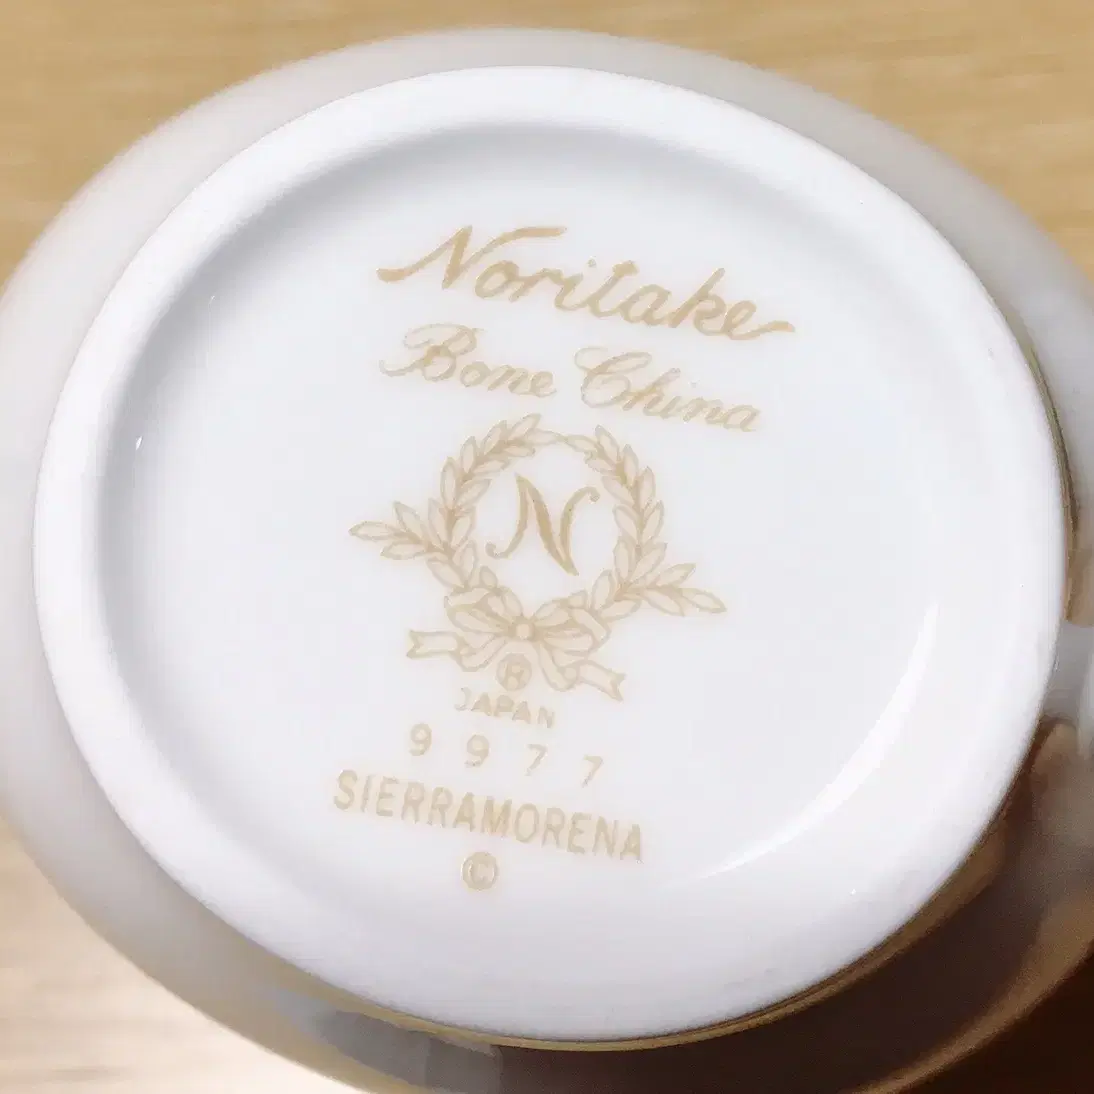 Noritake
Bone China
N
®
JAPAN
9977
SIERRAMORENA
©